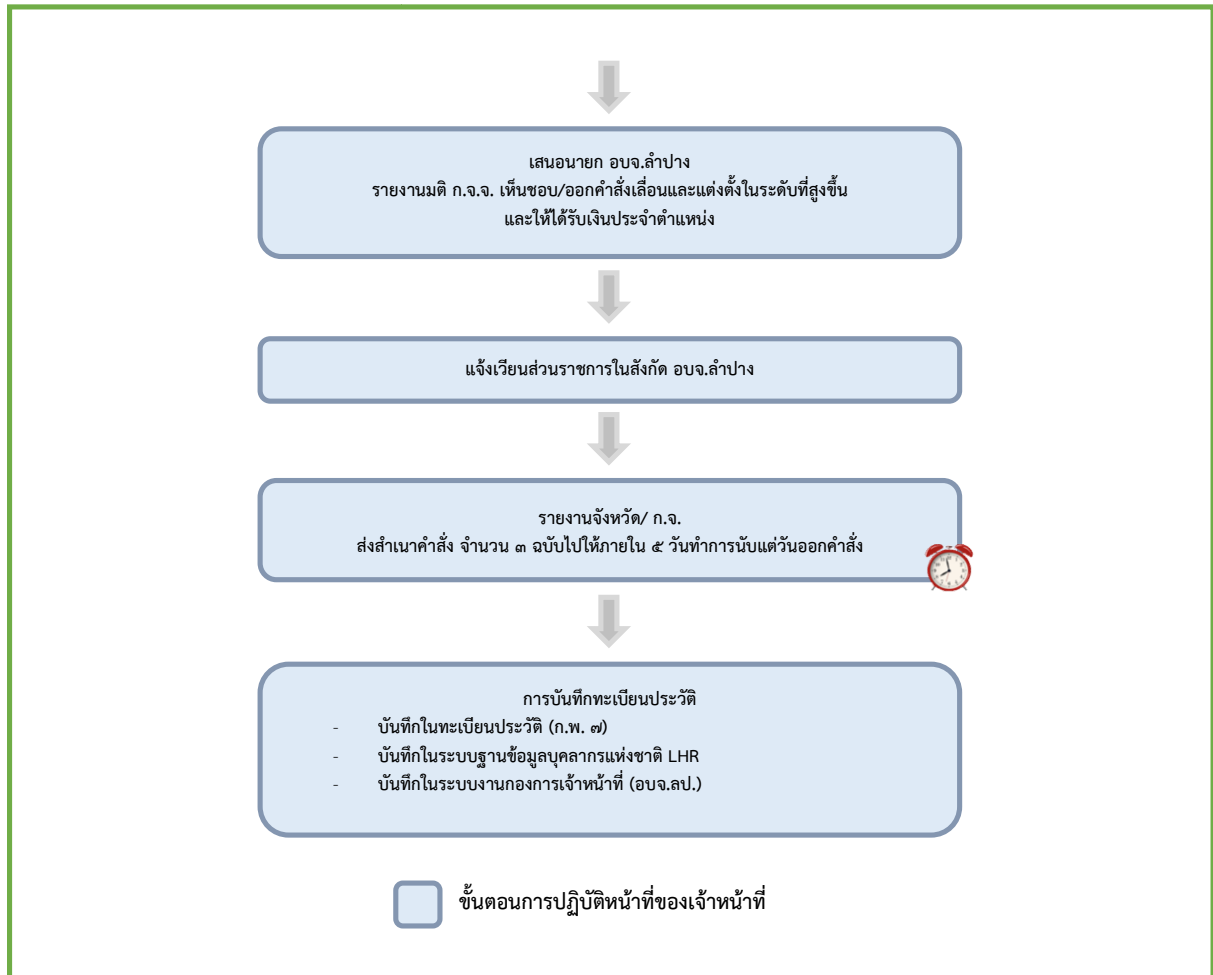 เสนอนายก อบจ.ลำปาง
รายงานมติ ก.จ.จ. เห็นชอบ/ออกคำสั่งเลื่อนและแต่งตั้งในระดับที่สูงขึ้น
และให้ได้รับเงินประจำตำแหน่ง
แจ้งเวียนส่วนราชการในสังกัด อบจ.ลำปาง
รายงานจังหวัด/ ก.จ.
ส่งสำเนาคำสั่ง จำนวน ๓ ฉบับไปให้ภายใน ๕ วันทำการนับแต่วันออกคำสั่ง
การบันทึกทะเบียนประวัติ
- บันทึกในทะเบียนประวัติ (ก.พ. ๗)
- บันทึกในระบบฐานข้อมูลบุคลากรแห่งชาติ LHR
- บันทึกในระบบงานกองการเจ้าหน้าที่ (อบจ.ลป.)
ขั้นตอนการปฏิบัติหน้าที่ของเจ้าหน้าที่